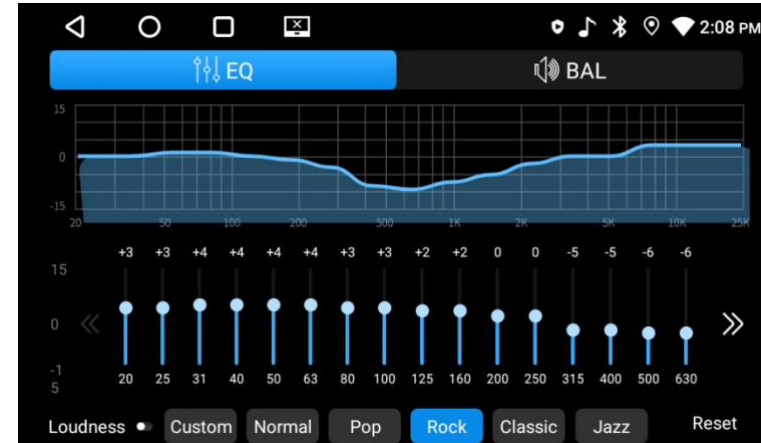 2:08 PM
EQ
BAL
15
0
-15
20 50 100 200 500 1K 2K 5K 10K 25K
+3 +3 +4 +4 +4 +4 +3 +3 +2 +2 0 0 -5 -5 -6 -6
15
0
-1
5
20 25 31 40 50 63 80 100 125 160 200 250 315 400 500 630
Loudness Custom Normal Pop Rock Classic Jazz Reset